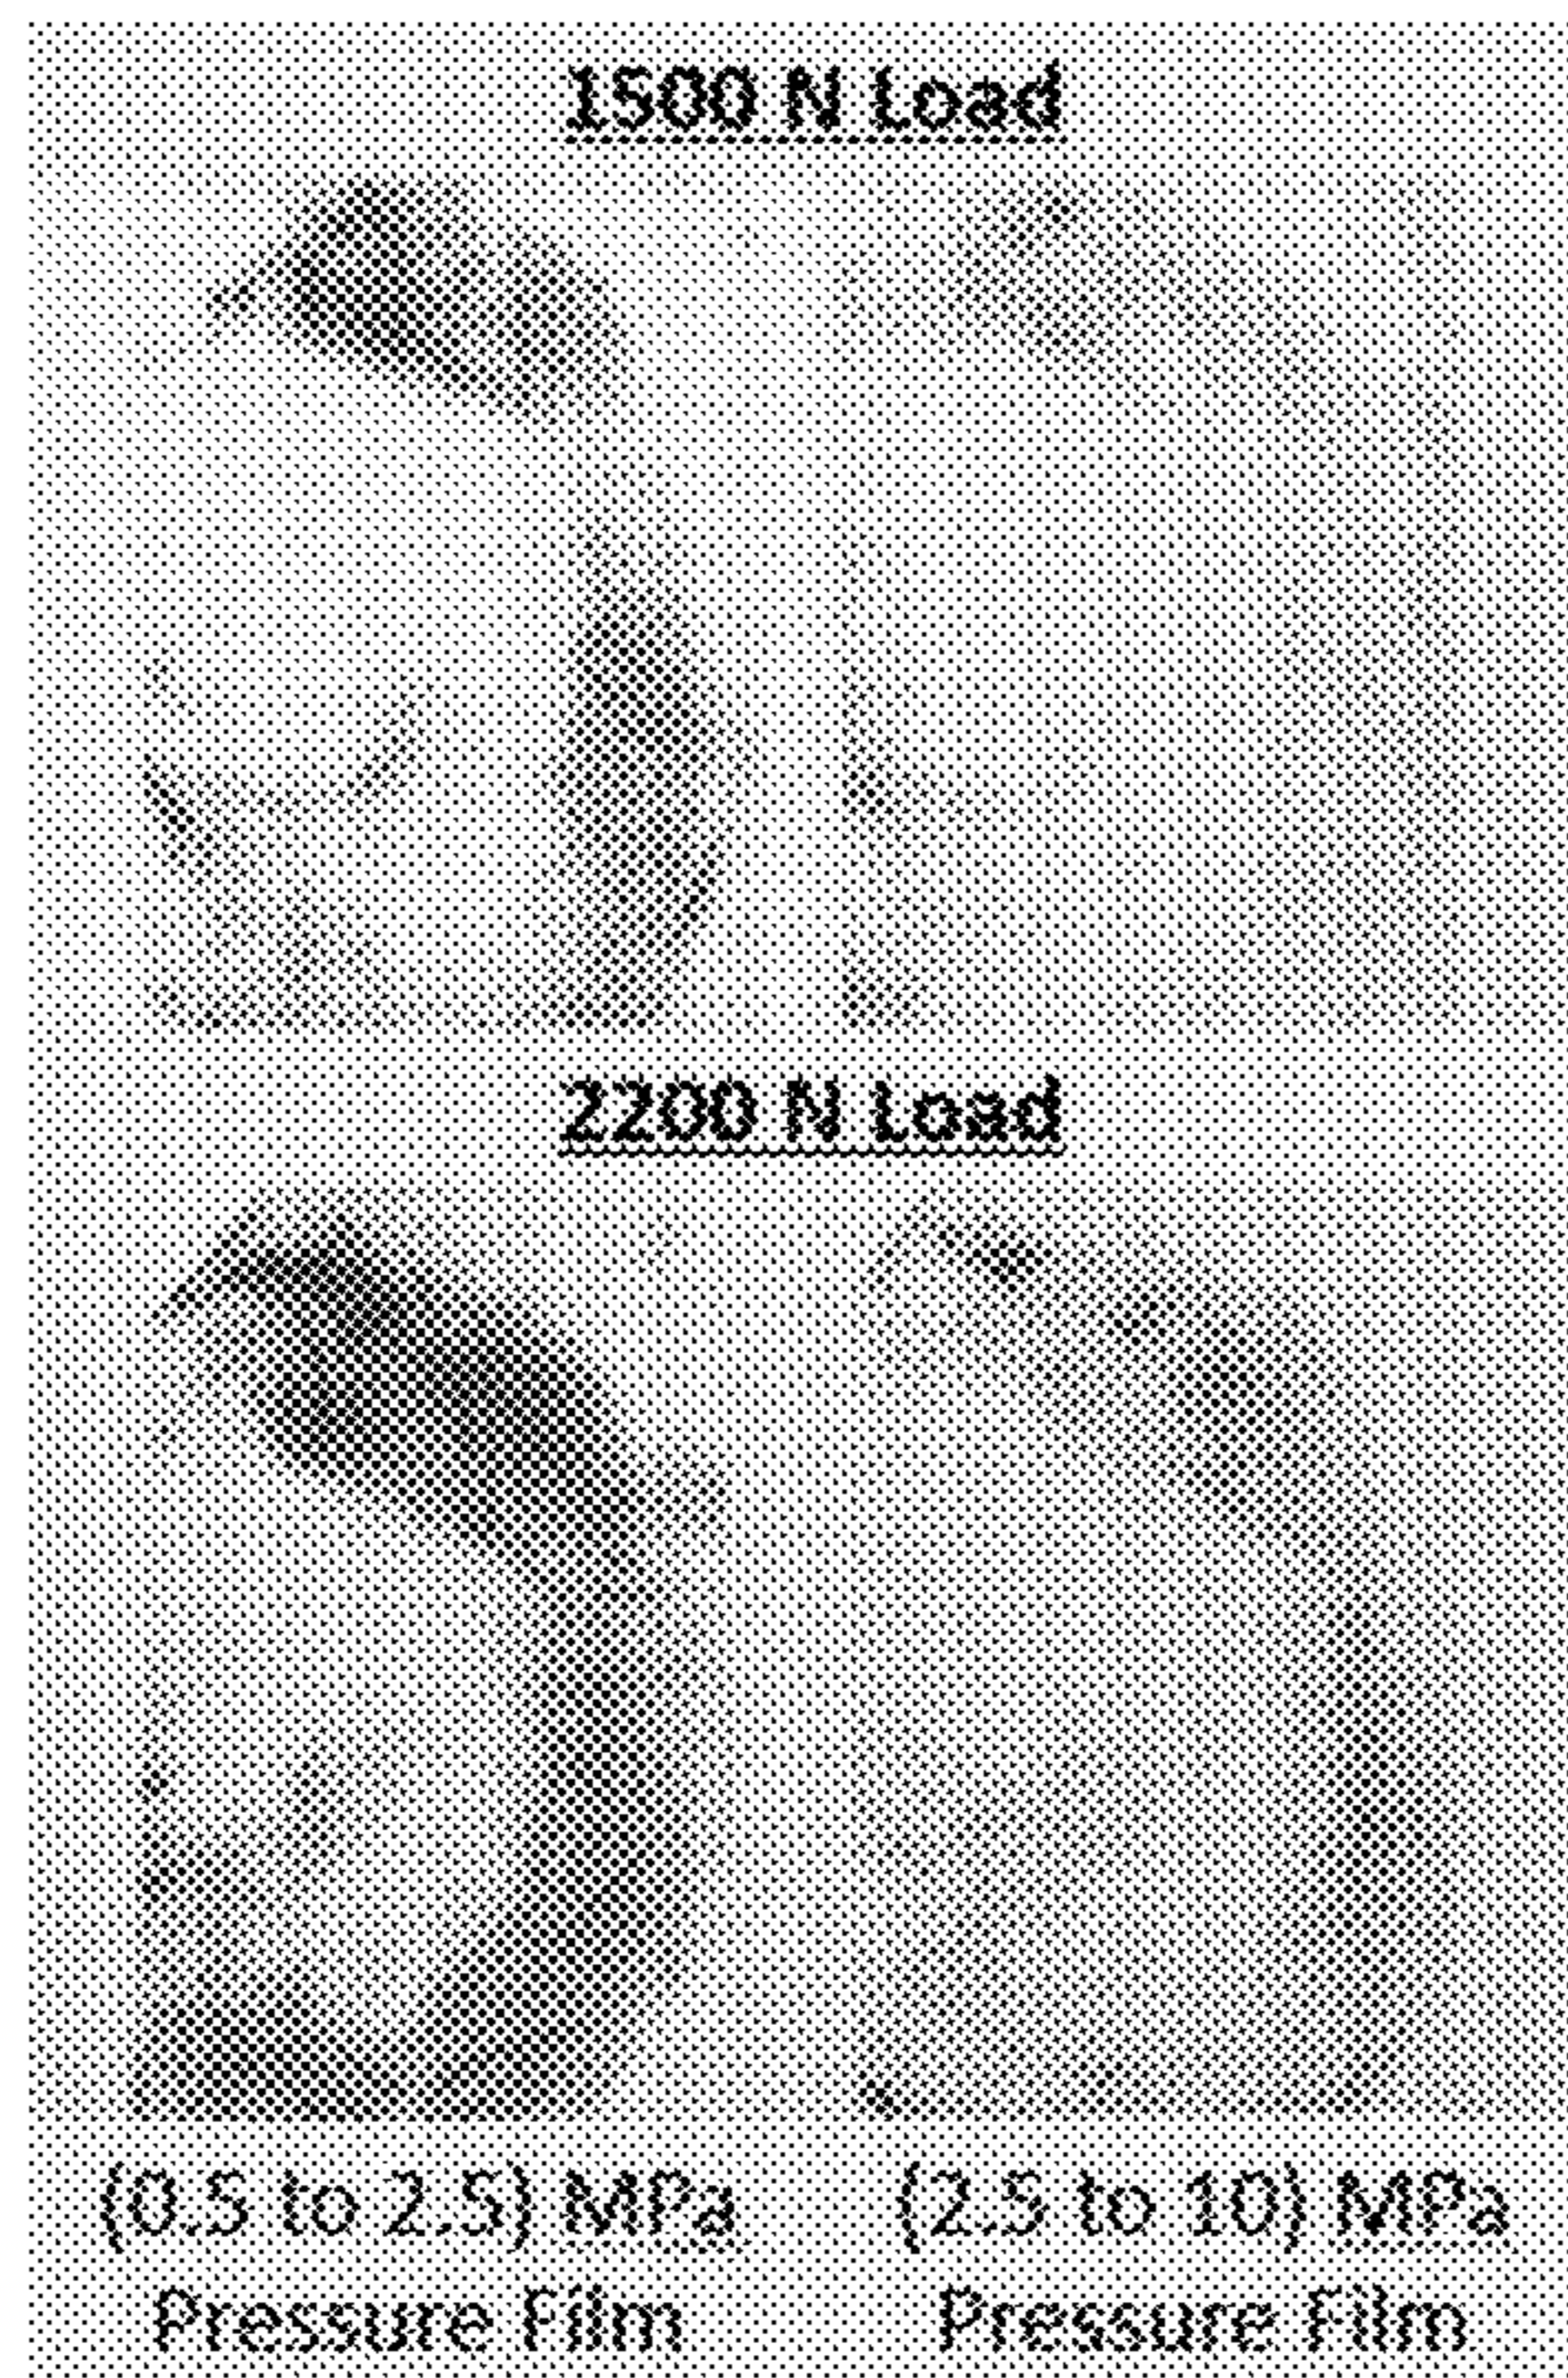 1500 N Load
2200 N Load
(0.5 to 2.5) MPa
Pressure Film
(2.5 to 10) MPa
Pressure Film